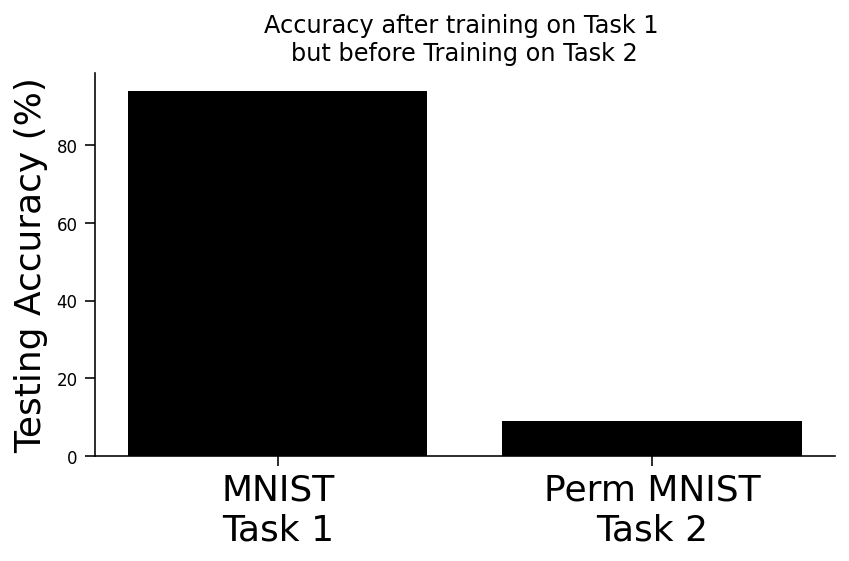 Accuracy after training on Task 1
but before Training on Task 2
Testing Accuracy (%)
80
60
40
20
0
MNIST
Task 1
Perm MNIST
Task 2